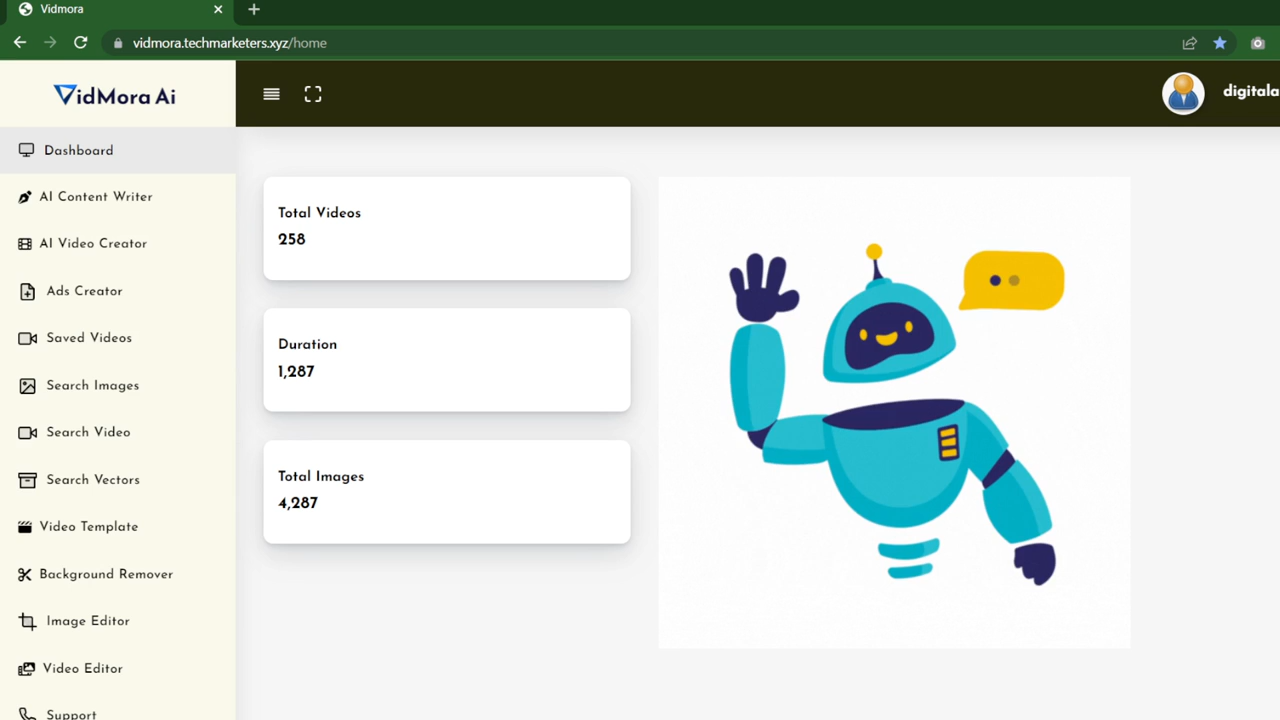 Vidmora
vidmora.techmarketers.xyz/home
VidMora Ai
digitala
Dashboard
AI Content Writer
AI Video Creator
Ads Creator
Saved Videos
Search Images
Search Video
Search Vectors
Video Template
Background Remover
Image Editor
Video Editor
Support
Total Videos
258
Duration
1,287
Total Images
4,287